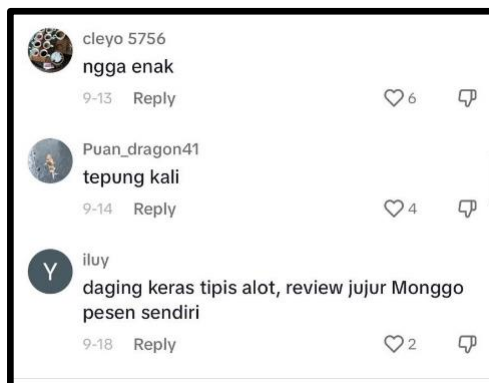 cleyo 5756
ngga enak
9-13 Reply 6
Puan_dragon41
tepung kali
9-14 Reply 4
Y
iluy
daging keras tipis alot, review jujur Monggo
pesen sendiri
9-18 Reply 2